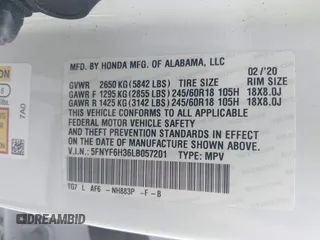 MFD. BY HONDA MFG. OF ALABAMA, LLC
02/'20
GVWR 2650 KG (5842 LBS) TIRE SIZE RIM SIZE
GAWR F 1295 KG (2855 LBS) 245/60R18 105H 18X8.0J
GAWR R 1425 KG (3142 LBS) 245/60R18 105H 18X8.0J
THIS VEHICLE CONFORMS TO ALL APPLICABLE
FEDERAL MOTOR VEHICLE SAFETY AND
THEFT PREVENTION STANDARDS IN EFFECT
ON THE DATE OF MANUFACTURE SHOWN ABOVE.
V.I.N.: 5FNYF6H36LB057201 TYPE: MPV
TG7 L AF6 -NH883P -F -B
7A0
© AutoBidMaster